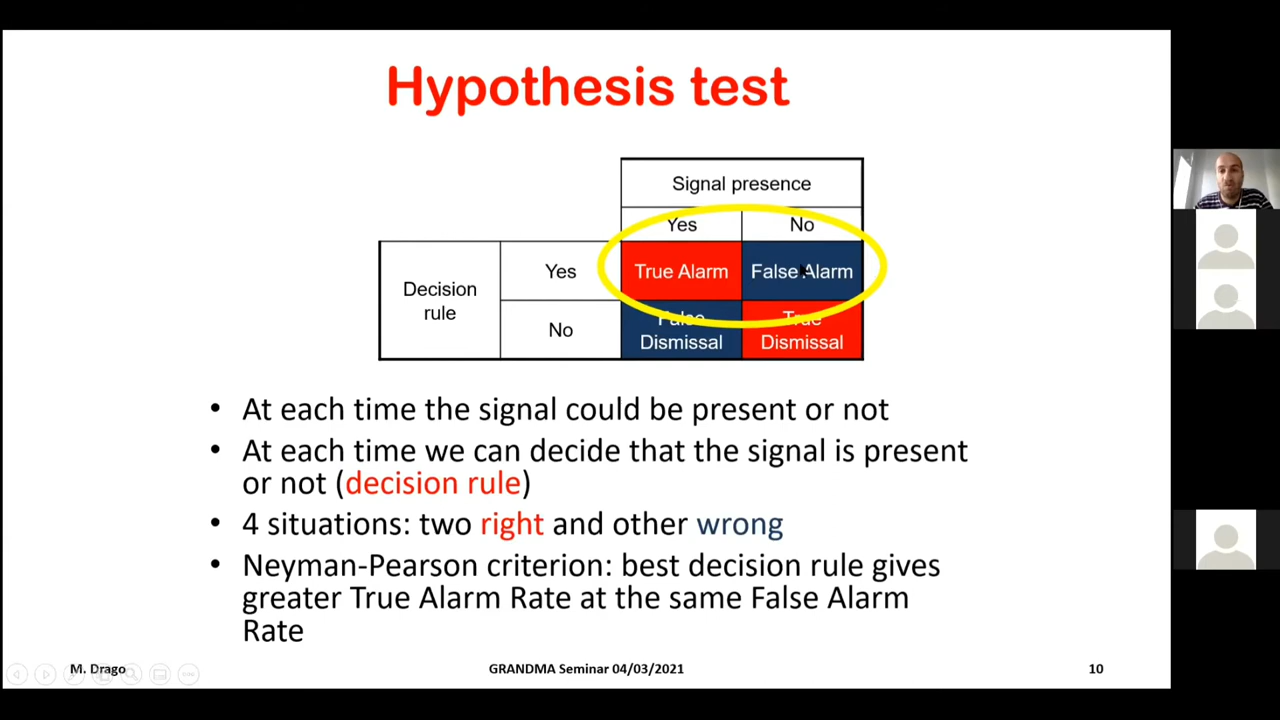 Hypothesis test
Signal presence
Yes No
Decision rule
Yes True Alarm False Alarm
No False Dismissal True Dismissal
• At each time the signal could be present or not
• At each time we can decide that the signal is present
or not (decision rule)
• 4 situations: two right and other wrong
• Neyman-Pearson criterion: best decision rule gives
greater True Alarm Rate at the same False Alarm
Rate
M. Drago GRANDMA Seminar 04/03/2021 10